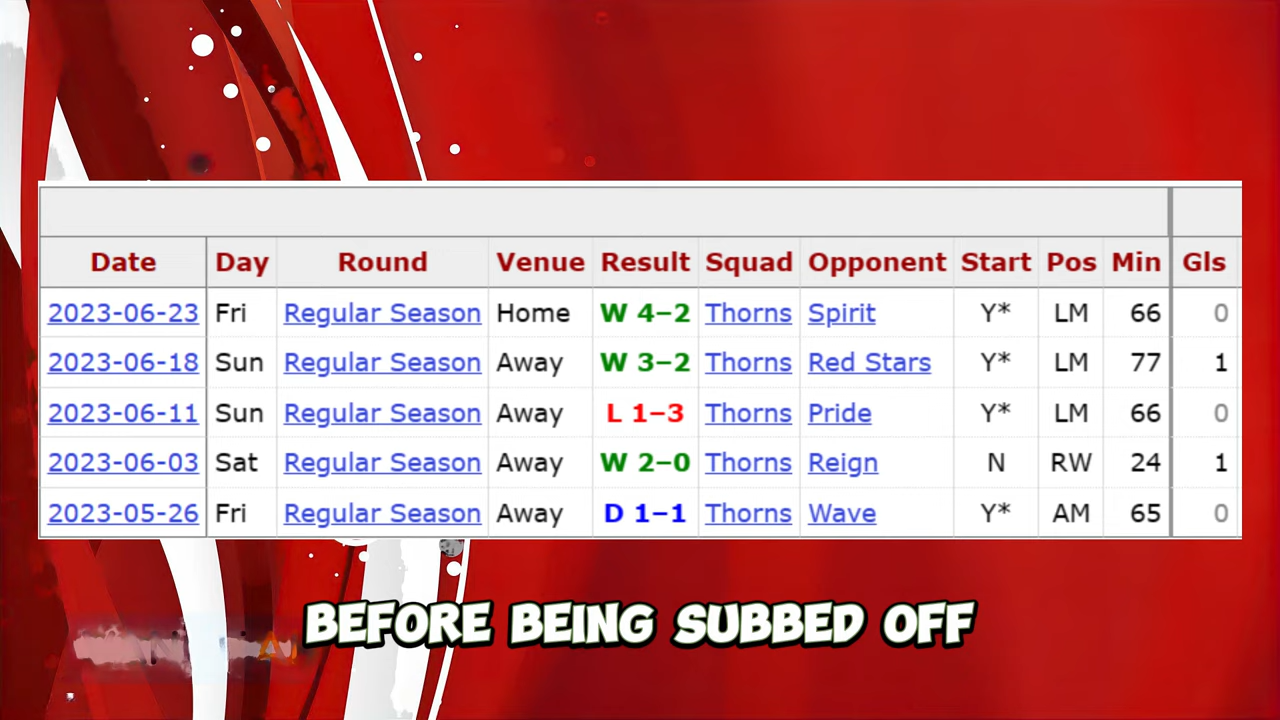 Date Day Round Venue Result Squad Opponent Start Pos Min Gls
2023-06-23 Fri Regular Season Home W 4–2 Thorns Spirit Y* LM 66 0
2023-06-18 Sun Regular Season Away W 3–2 Thorns Red Stars Y* LM 77 1
2023-06-11 Sun Regular Season Away L 1–3 Thorns Pride Y* LM 66 0
2023-06-03 Sat Regular Season Away W 2–0 Thorns Reign N RW 24 1
2023-05-26 Fri Regular Season Away D 1–1 Thorns Wave Y* AM 65 0
BEFORE BEING SUBBED OFF